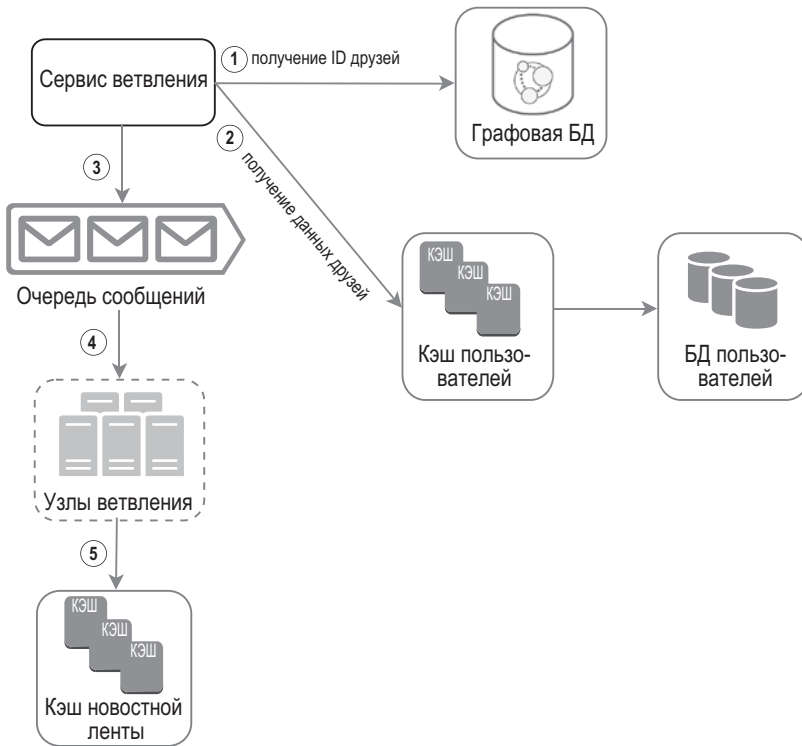 Сервис ветвления
1 получение ID друзей
Графовая БД
2
получение данных друзей
3
Очередь сообщений
КЭШ
КЭШ
КЭШ
Кэш пользо-
вателей
БД пользо-
вателей
4
Узлы ветвления
5
КЭШ
КЭШ
КЭШ
Кэш новостной
ленты